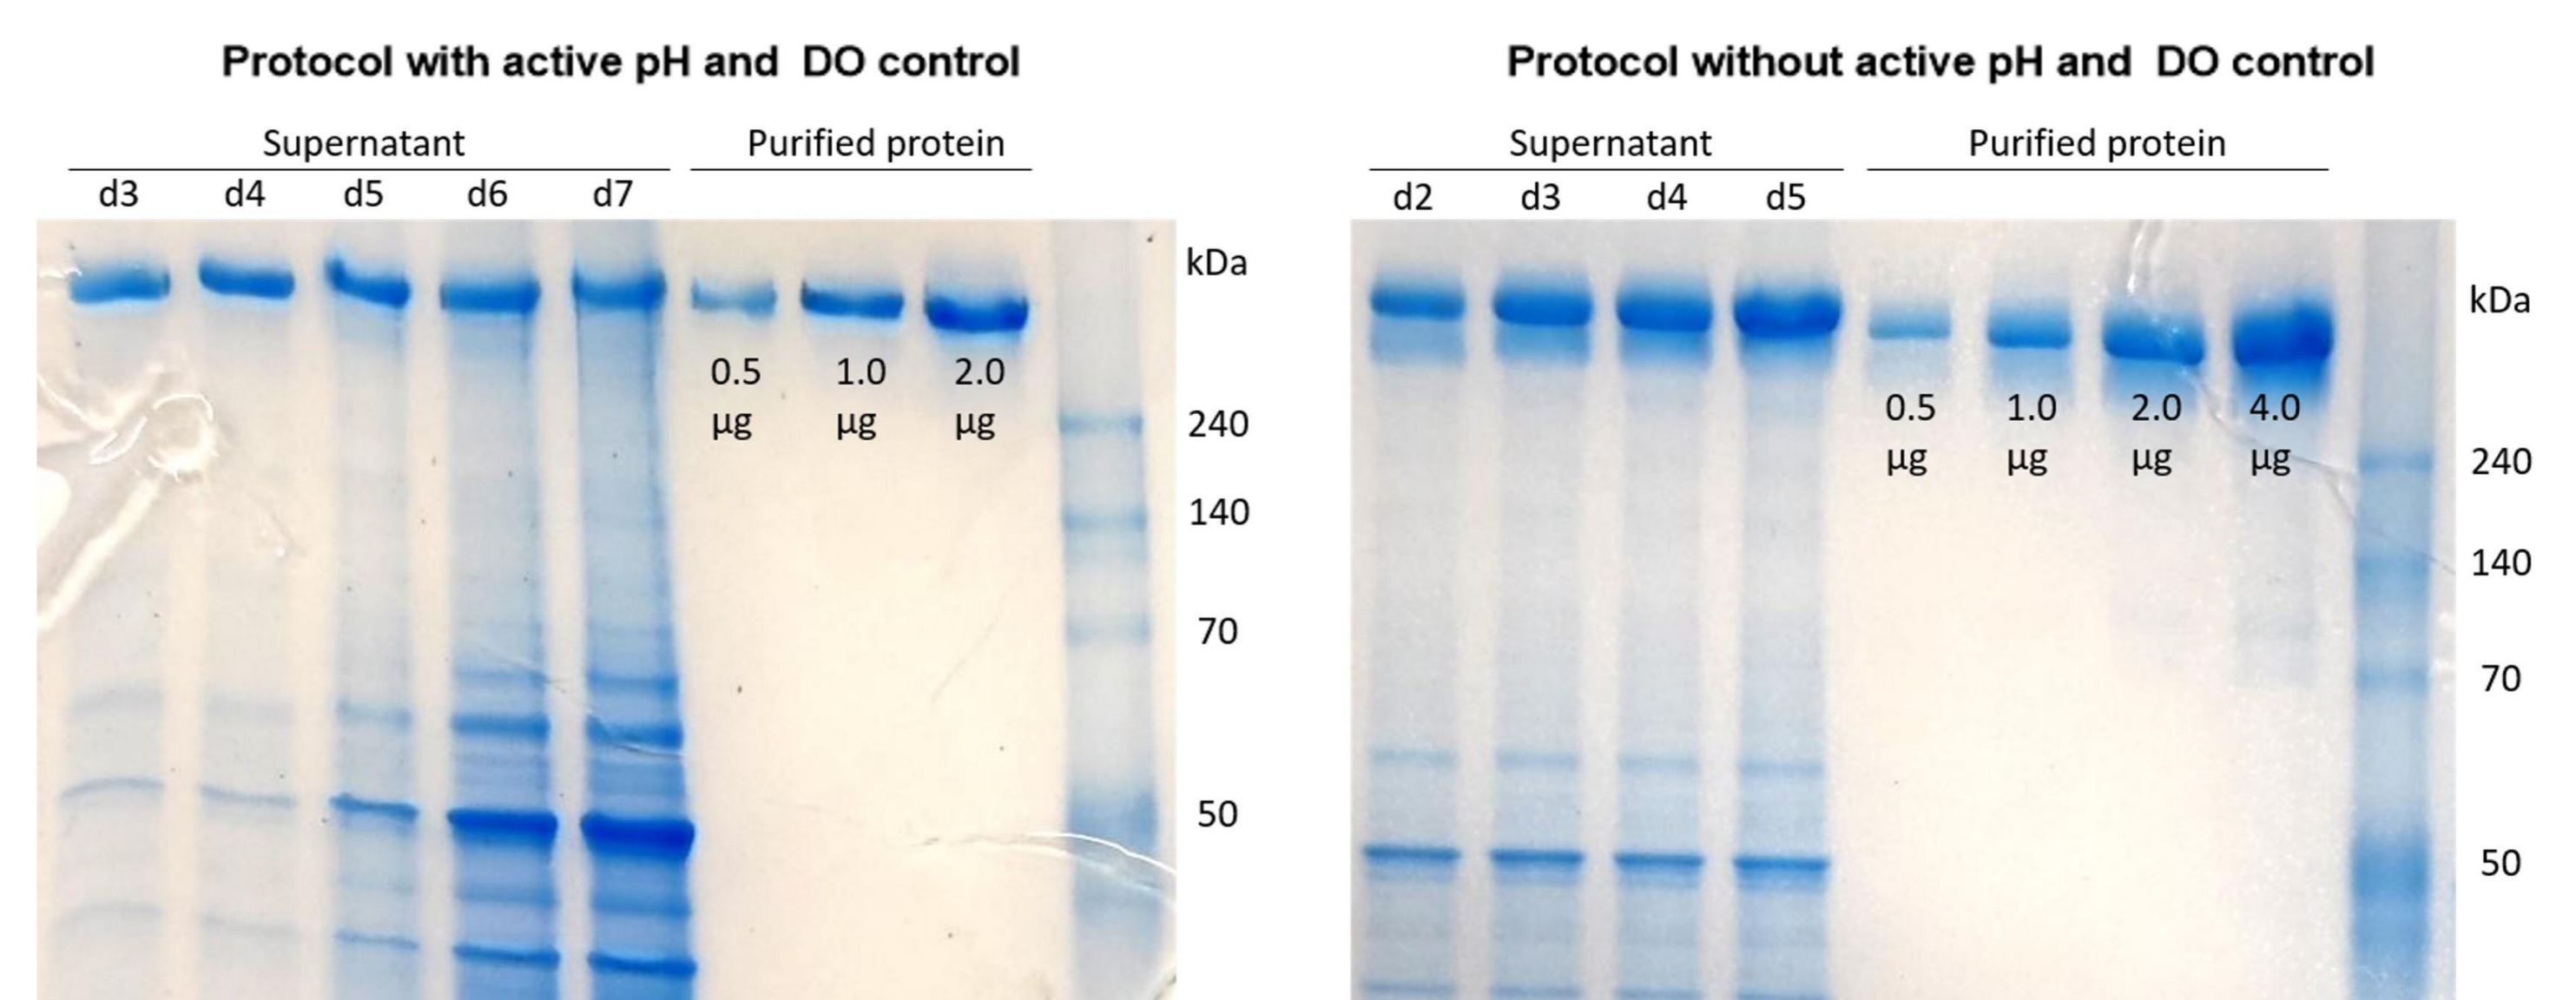 Protocol with active pH and DO control
Supernatant Purified protein
d3 d4 d5 d6 d7
kDa
0.5 1.0 2.0
µg µg µg
240
140
70
50
Protocol without active pH and DO control
Supernatant Purified protein
d2 d3 d4 d5
kDa
0.5 1.0 2.0 4.0
µg µg µg µg
240
140
70
50